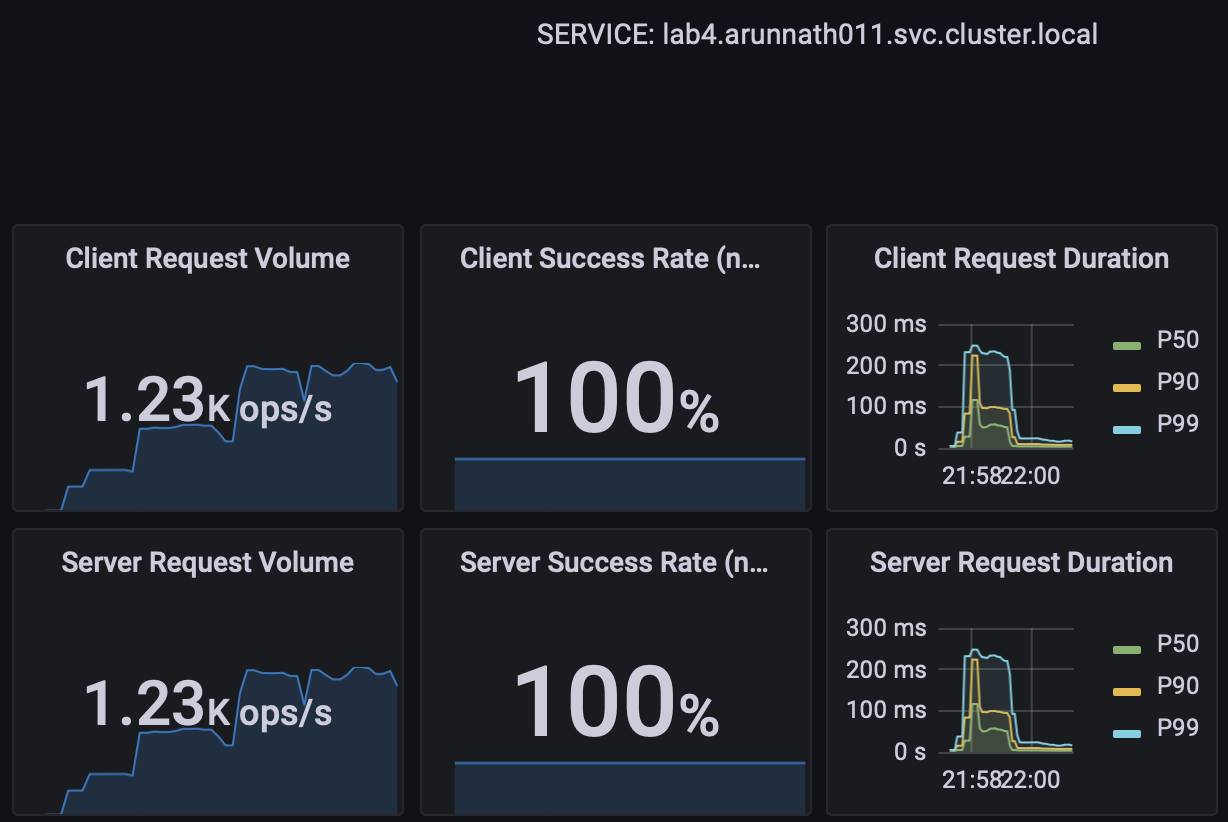 SERVICE: lab4.arunnath011.svc.cluster.local
Client Request Volume
1.23K ops/s
Client Success Rate (n...
100%
Client Request Duration
300 ms
200 ms
100 ms
0 s
21:58 22:00
P50
P90
P99
Server Request Volume
1.23K ops/s
Server Success Rate (n...
100%
Server Request Duration
300 ms
200 ms
100 ms
0 s
21:58 22:00
P50
P90
P99